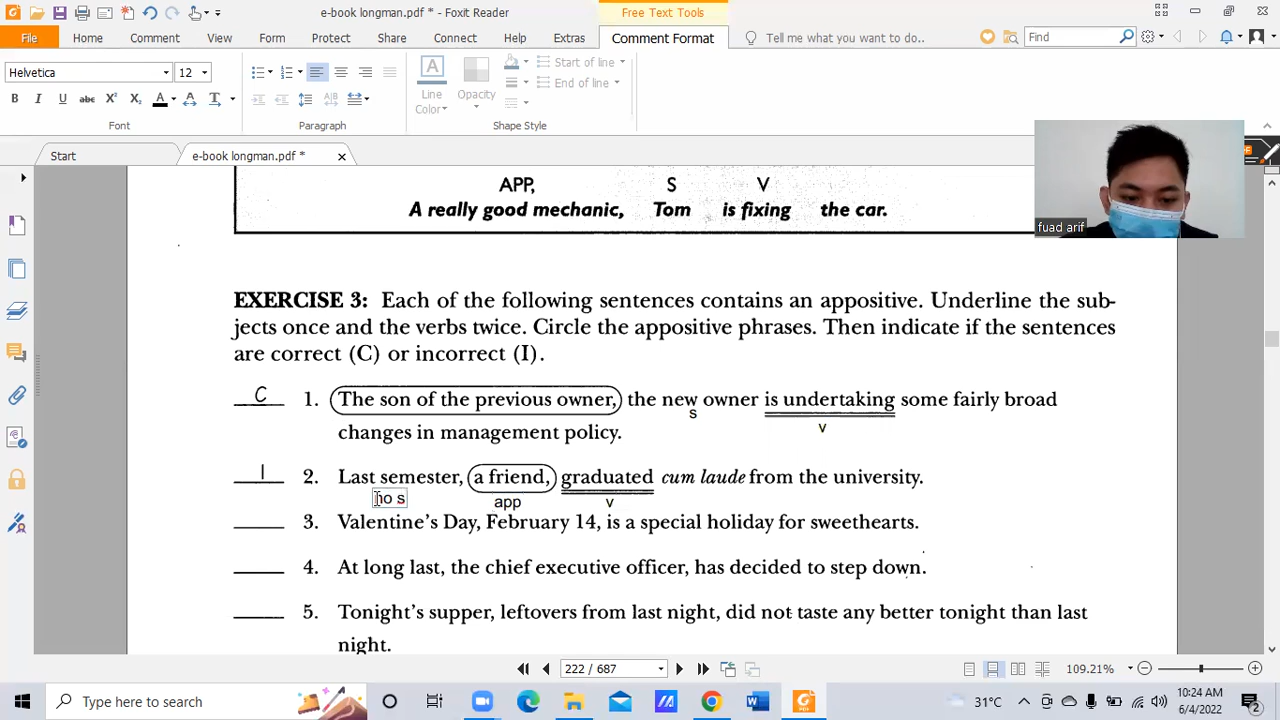 e-book longman.pdf * - Foxit Reader
Free Text Tools
File Home Comment View Form Protect Share Connect Help Extras Comment Format Tell me what you want to do.. Find
Helvetica 12
Start of line
End of line
B I U abc X² X₂ A T
Line Color
Opacity
Font Paragraph Shape Style
Start e-book longman.pdf *
fuad arif
APP, S V
A really good mechanic, Tom is fixing the car.
EXERCISE 3: Each of the following sentences contains an appositive. Underline the sub-
jects once and the verbs twice. Circle the appositive phrases. Then indicate if the sentences
are correct (C) or incorrect (I).
C 1. The son of the previous owner, the new owner is undertaking some fairly broad
s v
changes in management policy.
I 2. Last semester, a friend, graduated cum laude from the university.
no s app v
3. Valentine's Day, February 14, is a special holiday for sweethearts.
4. At long last, the chief executive officer, has decided to step down.
5. Tonight's supper, leftovers from last night, did not taste any better tonight than last
night.
222 / 687 109.21%
Type here to search 31°C 10:24 AM
6/4/2022 2